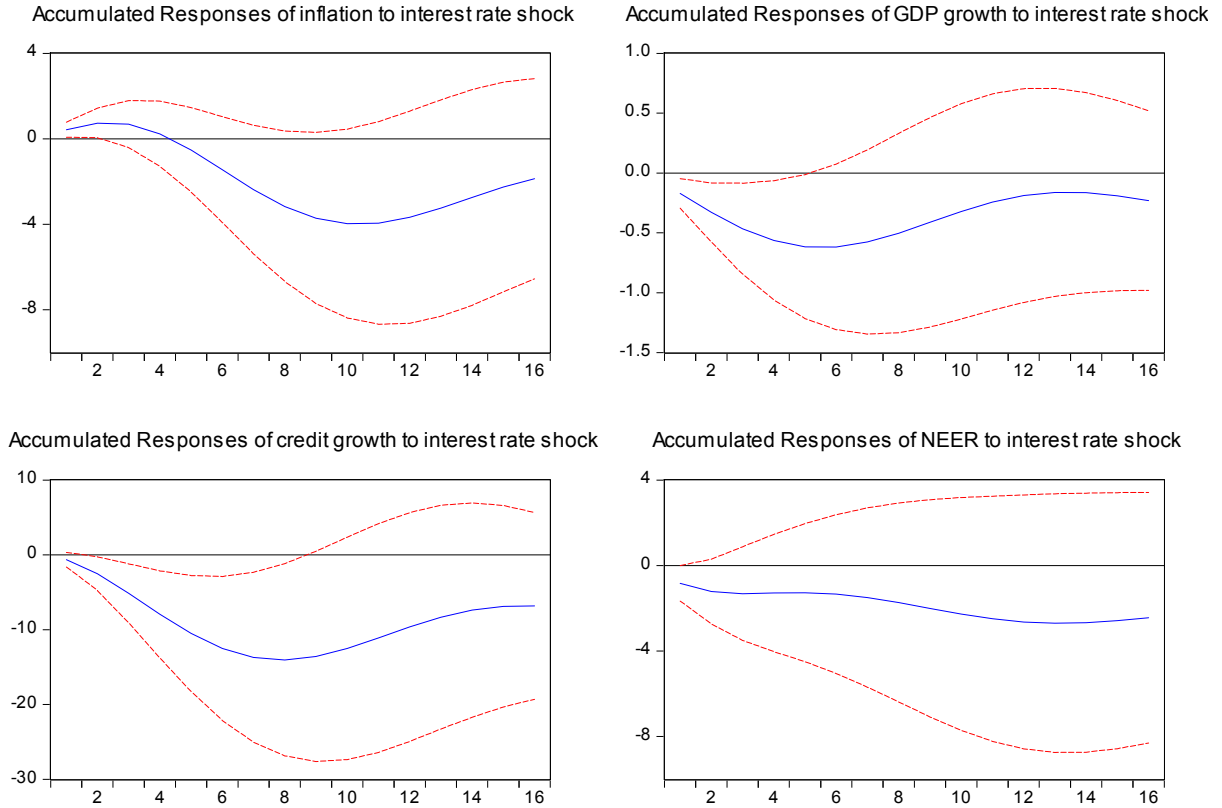 Accumulated Responses of inflation to interest rate shock
4
0
-4
-8
2 4 6 8 10 12 14 16
Accumulated Responses of GDP growth to interest rate shock
1.0
0.5
0.0
-0.5
-1.0
-1.5
2 4 6 8 10 12 14 16
Accumulated Responses of credit growth to interest rate shock
10
0
-10
-20
-30
2 4 6 8 10 12 14 16
Accumulated Responses of NEER to interest rate shock
4
0
-4
-8
2 4 6 8 10 12 14 16